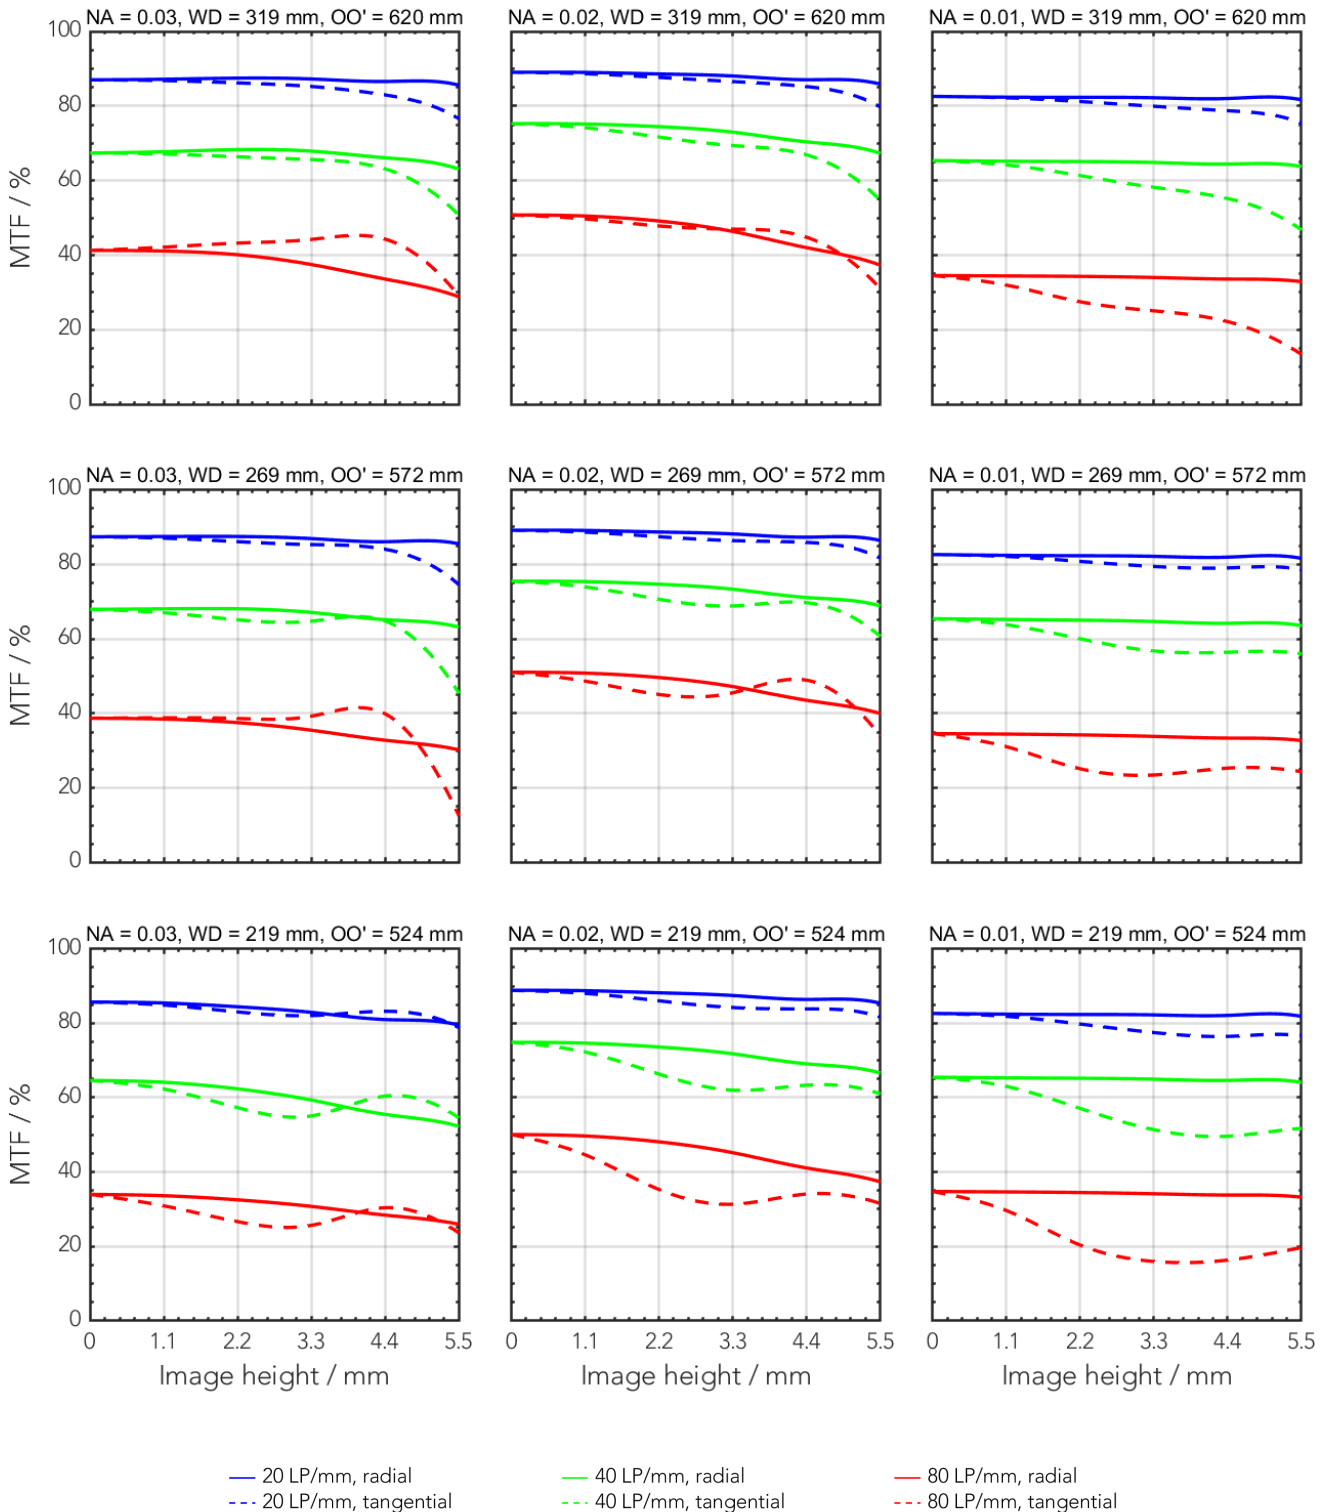 NA = 0.03, WD = 319 mm, OO' = 620 mm
NA = 0.02, WD = 319 mm, OO' = 620 mm
NA = 0.01, WD = 319 mm, OO' = 620 mm
100
80
60
40
20
0
MTF / %
NA = 0.03, WD = 269 mm, OO' = 572 mm
NA = 0.02, WD = 269 mm, OO' = 572 mm
NA = 0.01, WD = 269 mm, OO' = 572 mm
100
80
60
40
20
0
MTF / %
NA = 0.03, WD = 219 mm, OO' = 524 mm
NA = 0.02, WD = 219 mm, OO' = 524 mm
NA = 0.01, WD = 219 mm, OO' = 524 mm
100
80
60
40
20
0
MTF / %
0 1.1 2.2 3.3 4.4 5.5
0 1.1 2.2 3.3 4.4 5.5
0 1.1 2.2 3.3 4.4 5.5
Image height / mm
Image height / mm
Image height / mm
20 LP/mm, radial
40 LP/mm, radial
80 LP/mm, radial
20 LP/mm, tangential
40 LP/mm, tangential
80 LP/mm, tangential